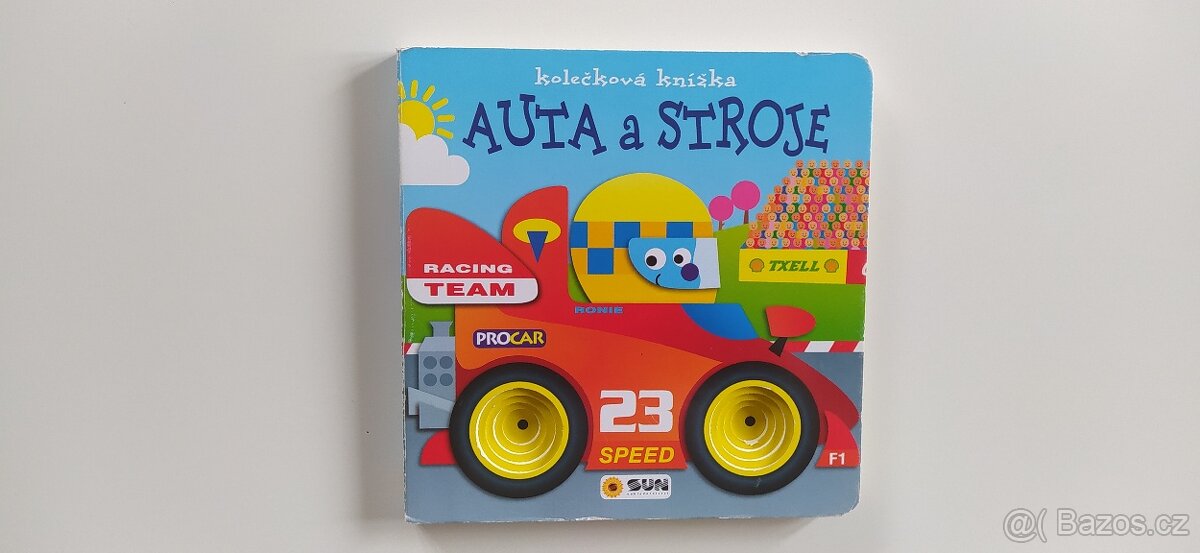 kolečková knížka
AUTA a STROJE
RACING
TEAM
TXELL
RONIE
PROCAR
23
SPEED
F1
SUN
@( Bazos.cz